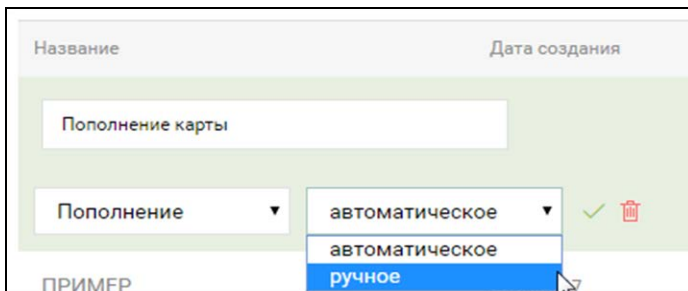 Название Дата создания
Пополнение карты
Пополнение автоматическое
автоматическое
ручное
ПРИМЕР